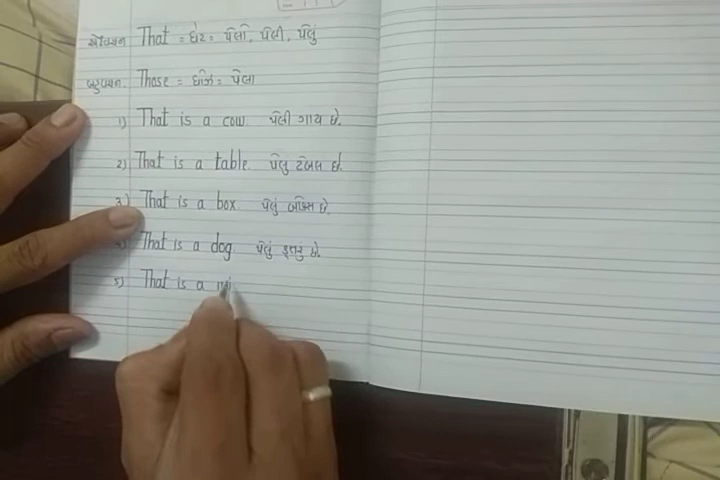 એકવચન That = ધેટ = પેલો, પેલી, પેલું
બહુવચન Those = ધોઝ = પેલા
1) That is a cow. પેલી ગાય છે.
2) That is a table. પેલુ ટેબલ છે.
3) That is a box. પેલું બોક્સ છે.
That is a dog. પેલું કુતરું છે.
5) That is a